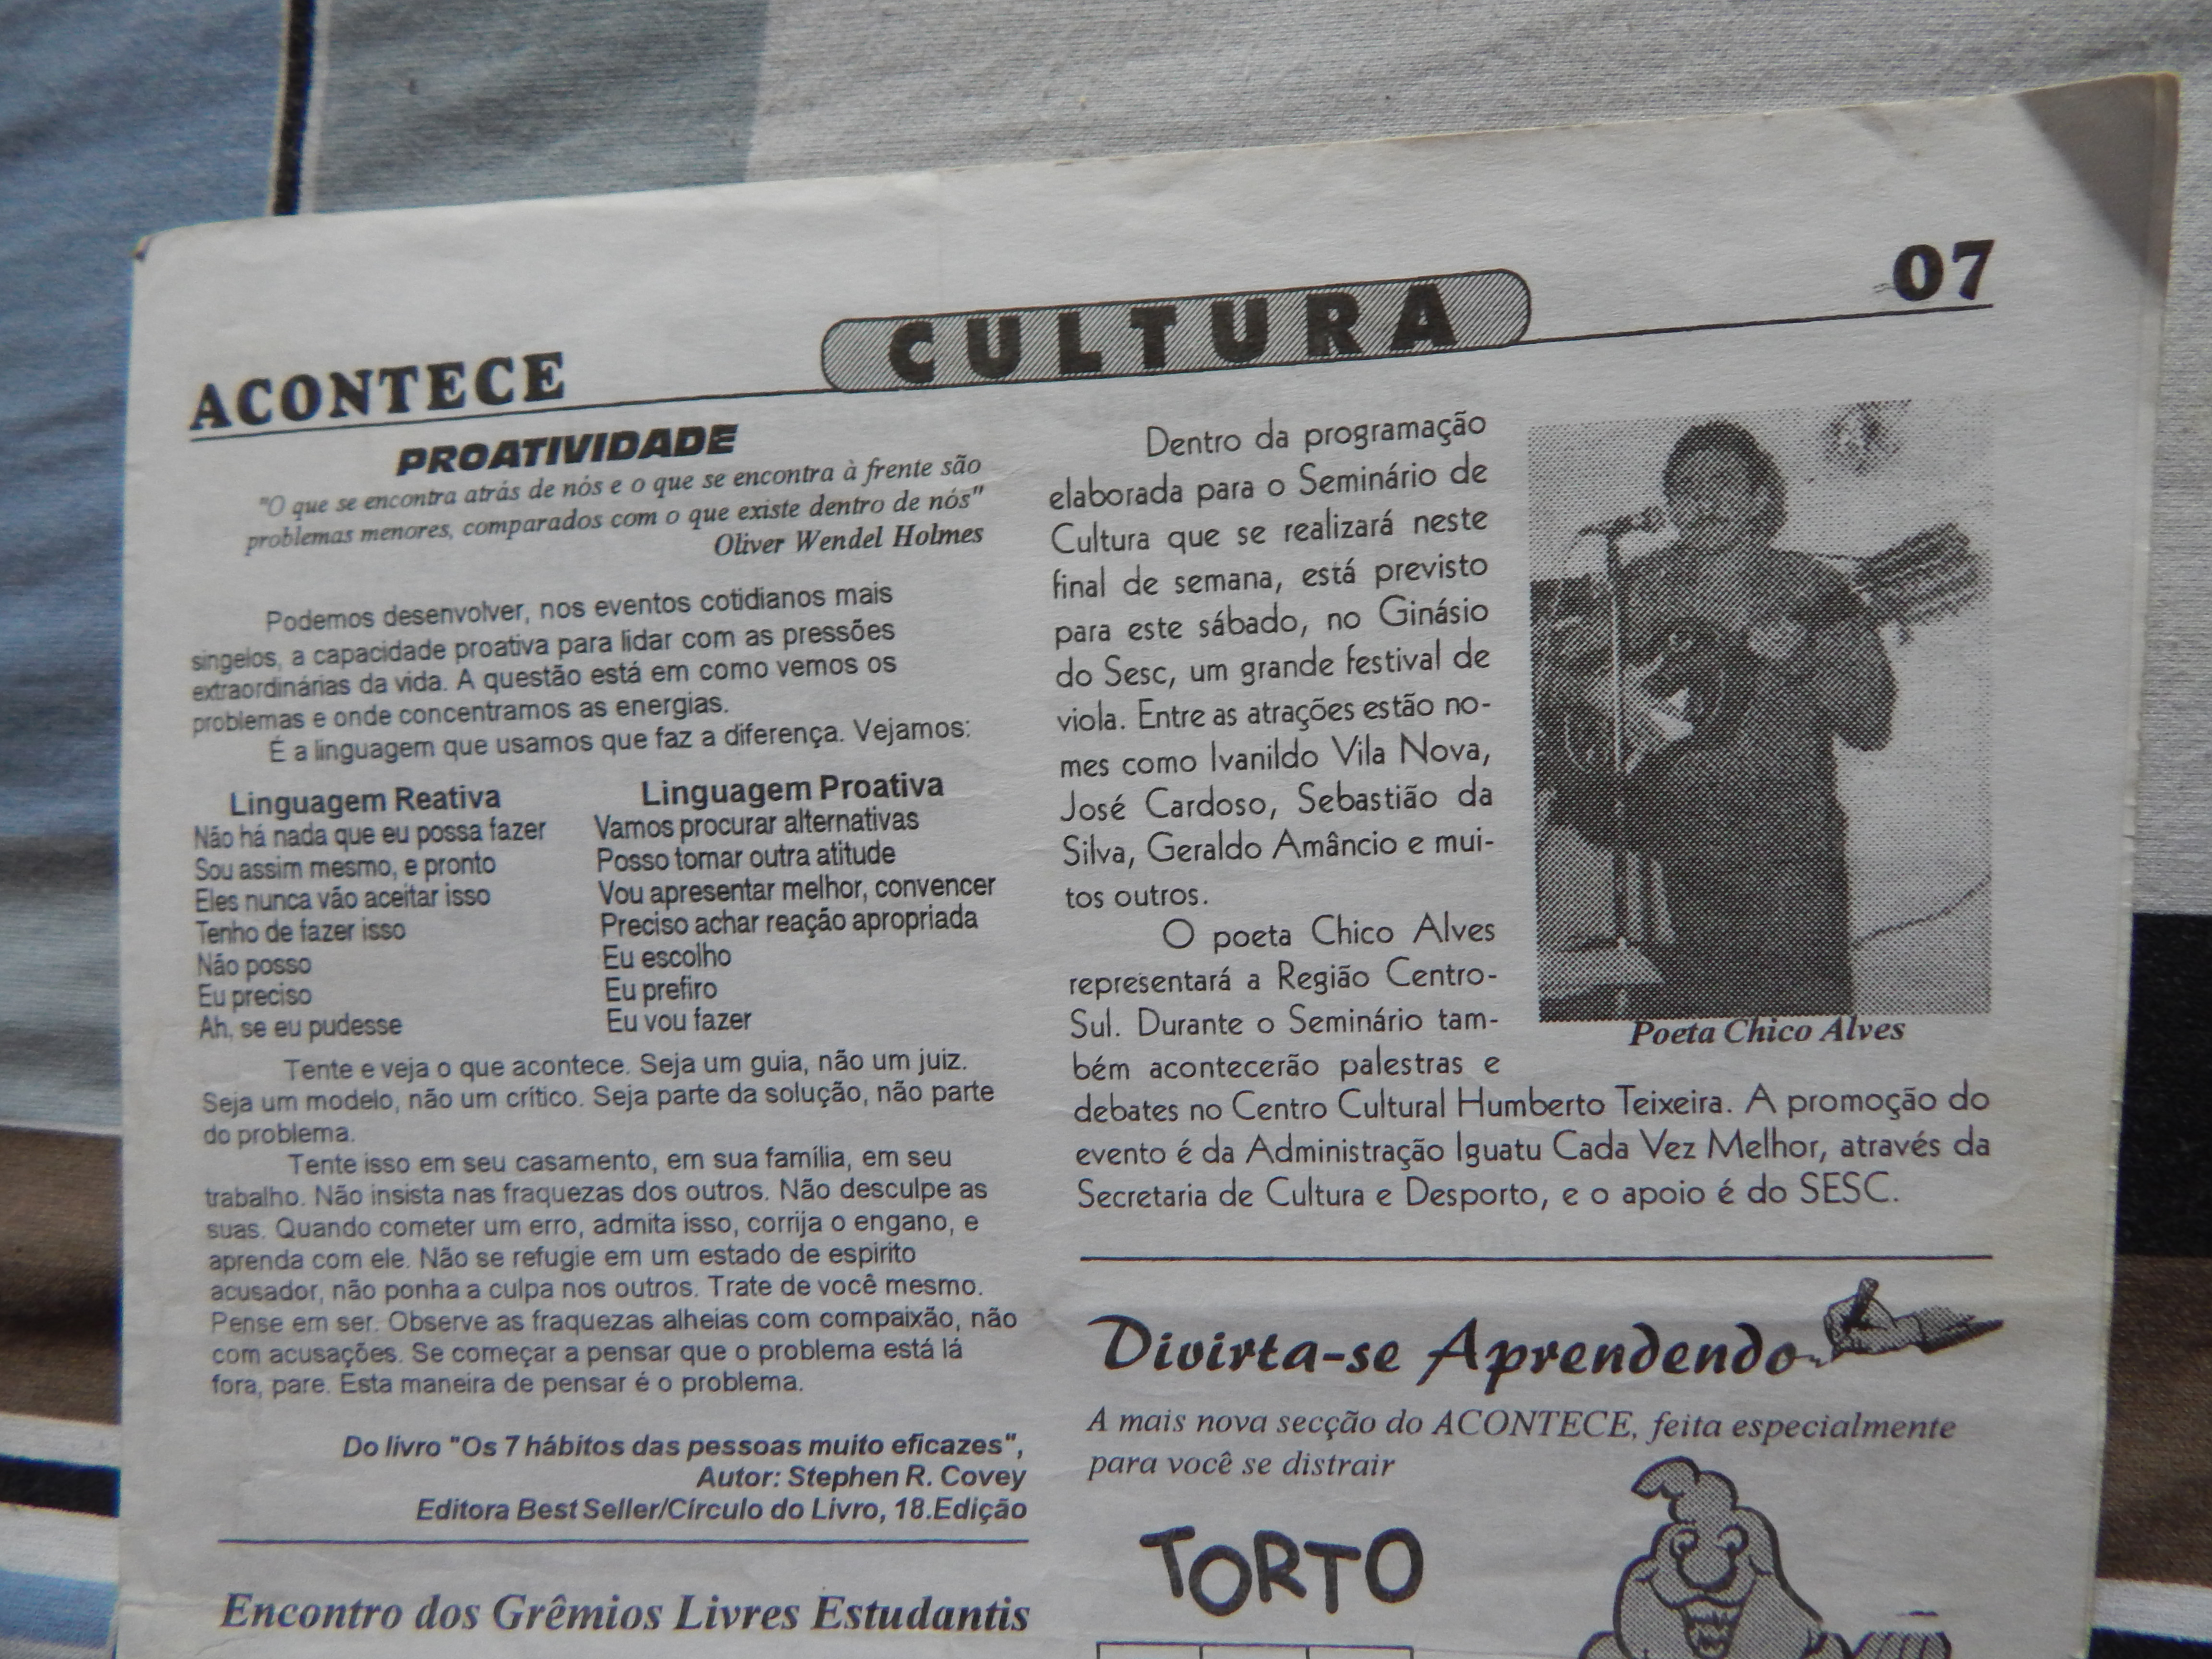 ACONTECE
CULTURA
07
PROATIVIDADE
"O que se encontra atrás de nós e o que se encontra à frente são
problemas menores, comparados com o que existe dentro de nós"
Oliver Wendel Holmes
Podemos desenvolver, nos eventos cotidianos mais
singelos, a capacidade proativa para lidar com as pressões
extraordinárias da vida. A questão está em como vemos os
problemas e onde concentramos as energias.
É a linguagem que usamos que faz a diferença. Vejamos:
Linguagem Reativa
Não há nada que eu possa fazer
Sou assim mesmo, e pronto
Eles nunca vão aceitar isso
Tenho de fazer isso
Não posso
Eu preciso
Ah, se eu pudesse
Linguagem Proativa
Vamos procurar alternativas
Posso tomar outra atitude
Vou apresentar melhor, convencer
Preciso achar reação apropriada
Eu escolho
Eu prefiro
Eu vou fazer
Tente e veja o que acontece. Seja um guia, não um juiz.
Seja um modelo, não um crítico. Seja parte da solução, não parte
do problema.
Tente isso em seu casamento, em sua família, em seu
trabalho. Não insista nas fraquezas dos outros. Não desculpe as
suas. Quando cometer um erro, admita isso, corrija o engano, e
aprenda com ele. Não se refugie em um estado de espirito
acusador, não ponha a culpa nos outros. Trate de você mesmo.
Pense em ser. Observe as fraquezas alheias com compaixão, não
com acusações. Se começar a pensar que o problema está lá
fora, pare. Esta maneira de pensar é o problema.
Do livro "Os 7 hábitos das pessoas muito eficazes",
Autor: Stephen R. Covey
Editora Best Seller/Círculo do Livro, 18.Edição
Encontro dos Grêmios Livres Estudantis
Dentro da programação
elaborada para o Seminário de
Cultura que se realizará neste
final de semana, está previsto
para este sábado, no Ginásio
do Sesc, um grande festival de
viola. Entre as atrações estão no-
mes como Ivanildo Vila Nova,
José Cardoso, Sebastião da
Silva, Geraldo Amâncio e mui-
tos outros.
O poeta Chico Alves
representará a Região Centro-
Sul. Durante o Seminário tam-
bém acontecerão palestras e
debates no Centro Cultural Humberto Teixeira. A promoção do
evento é da Administração Iguatu Cada Vez Melhor, através da
Secretaria de Cultura e Desporto, e o apoio é do SESC.
Poeta Chico Alves
Divirta-se Aprendendo
A mais nova secção do ACONTECE, feita especialmente
para você se distrair
TORTO